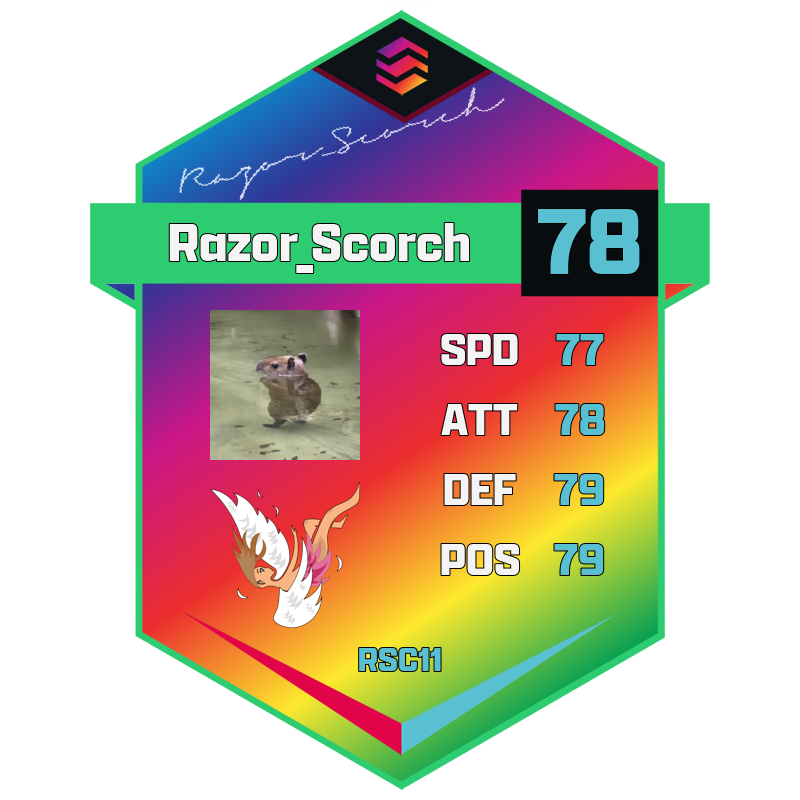 Razor_Scorch
Razor_Scorch
78
SPD 77
ATT 78
DEF 79
POS 79
RSC11